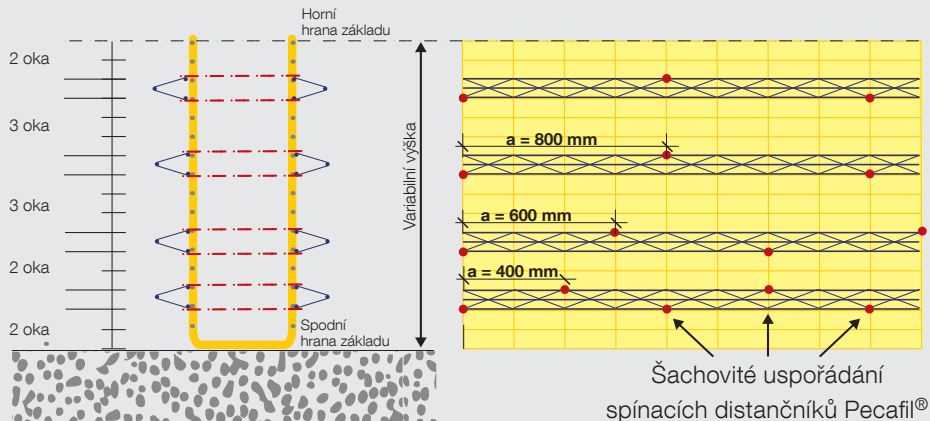 Horní
hrana základu
2 oka
3 oka
3 oka
2 oka
2 oka
Variabilní výška
Spodní
hrana základu
a = 800 mm
a = 600 mm
a = 400 mm
Šachovité uspořádání
spínacích distančníků Pecafil®